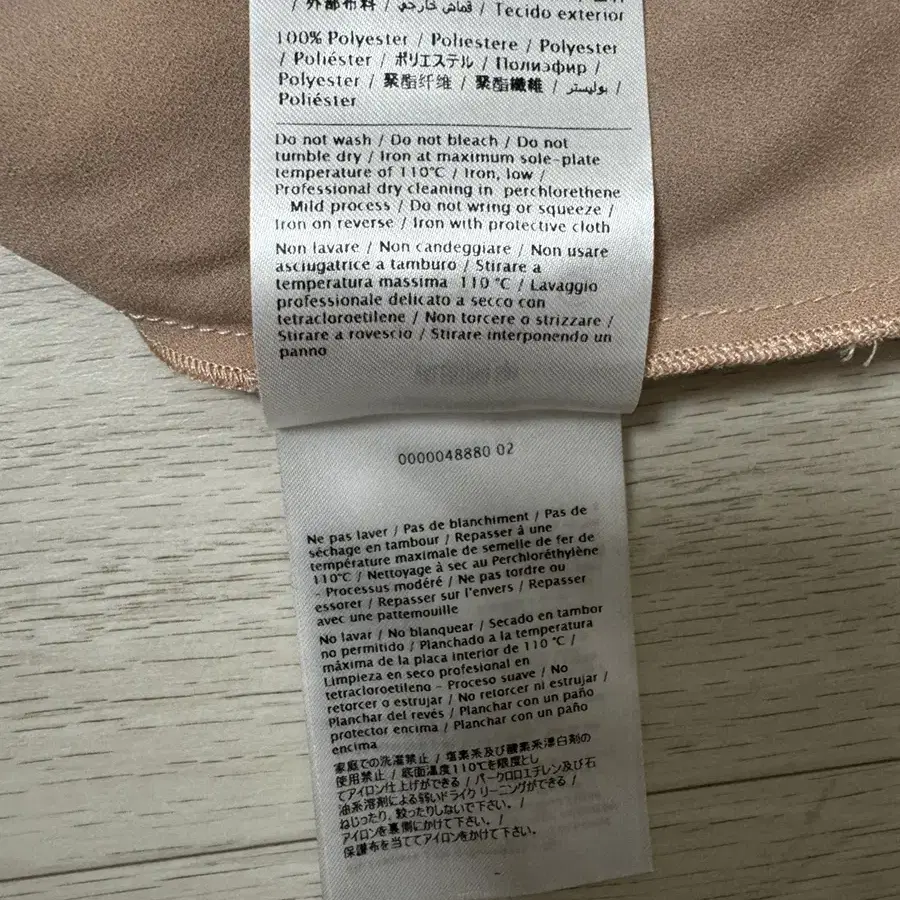 / 外部布料 / قماش خارجي / Tecido exterior
100% Polyester / Poliestere / Polyester
/ Poliéster / ポリエステル / Полиэфир /
Polyester / 聚酯纤维 / 聚酯纖維 / بوليستر /
Poliéster
Do not wash / Do not bleach / Do not
tumble dry / Iron at maximum sole-plate
temperature of 110°C / Iron, low /
Professional dry cleaning in perchlorethene
Mild process / Do not wring or squeeze /
Iron on reverse / Iron with protective cloth
Non lavare / Non candeggiare / Non usare
asciugatrice a tamburo / Stirare a
temperatura massima 110 °C / Lavaggio
professionale delicato a secco con
tetracloroetilene / Non torcere o strizzare /
Stirare a rovescio / Stirare interponendo un
panno
0000048880 02
Ne pas laver / Pas de blanchiment / Pas de
séchage en tambour / Repasser à une
température maximale de semelle de fer de
110°C / Nettoyage à sec au Perchloréthylène
- Processus modéré / Ne pas tordre ou
essorer / Repasser sur l'envers / Repasser
avec une pattemouille
No lavar / No blanquear / Secado en tambor
no permitido / Planchado a la temperatura
máxima de la placa interior de 110 °C /
Limpieza en seco profesional en
tetracloroetileno - Proceso suave / No
retorcer o estrujar / No retorcer ni estrujar /
Planchar del revés / Planchar con un paño
protector encima / Planchar con un paño
encima
家庭での洗濯禁止 / 塩素系及び酸素系漂白剤の
使用禁止 / 底面温度110℃を限度とし
てアイロン仕上げができる / パークロロエチレン及び石
油系溶剤による弱いドライクリーニングができる /
ねじったり、絞ったりしないで下さい。 /
アイロンを裏側にかけて下さい。 /
保護布を当ててアイロンをかけて下さい。